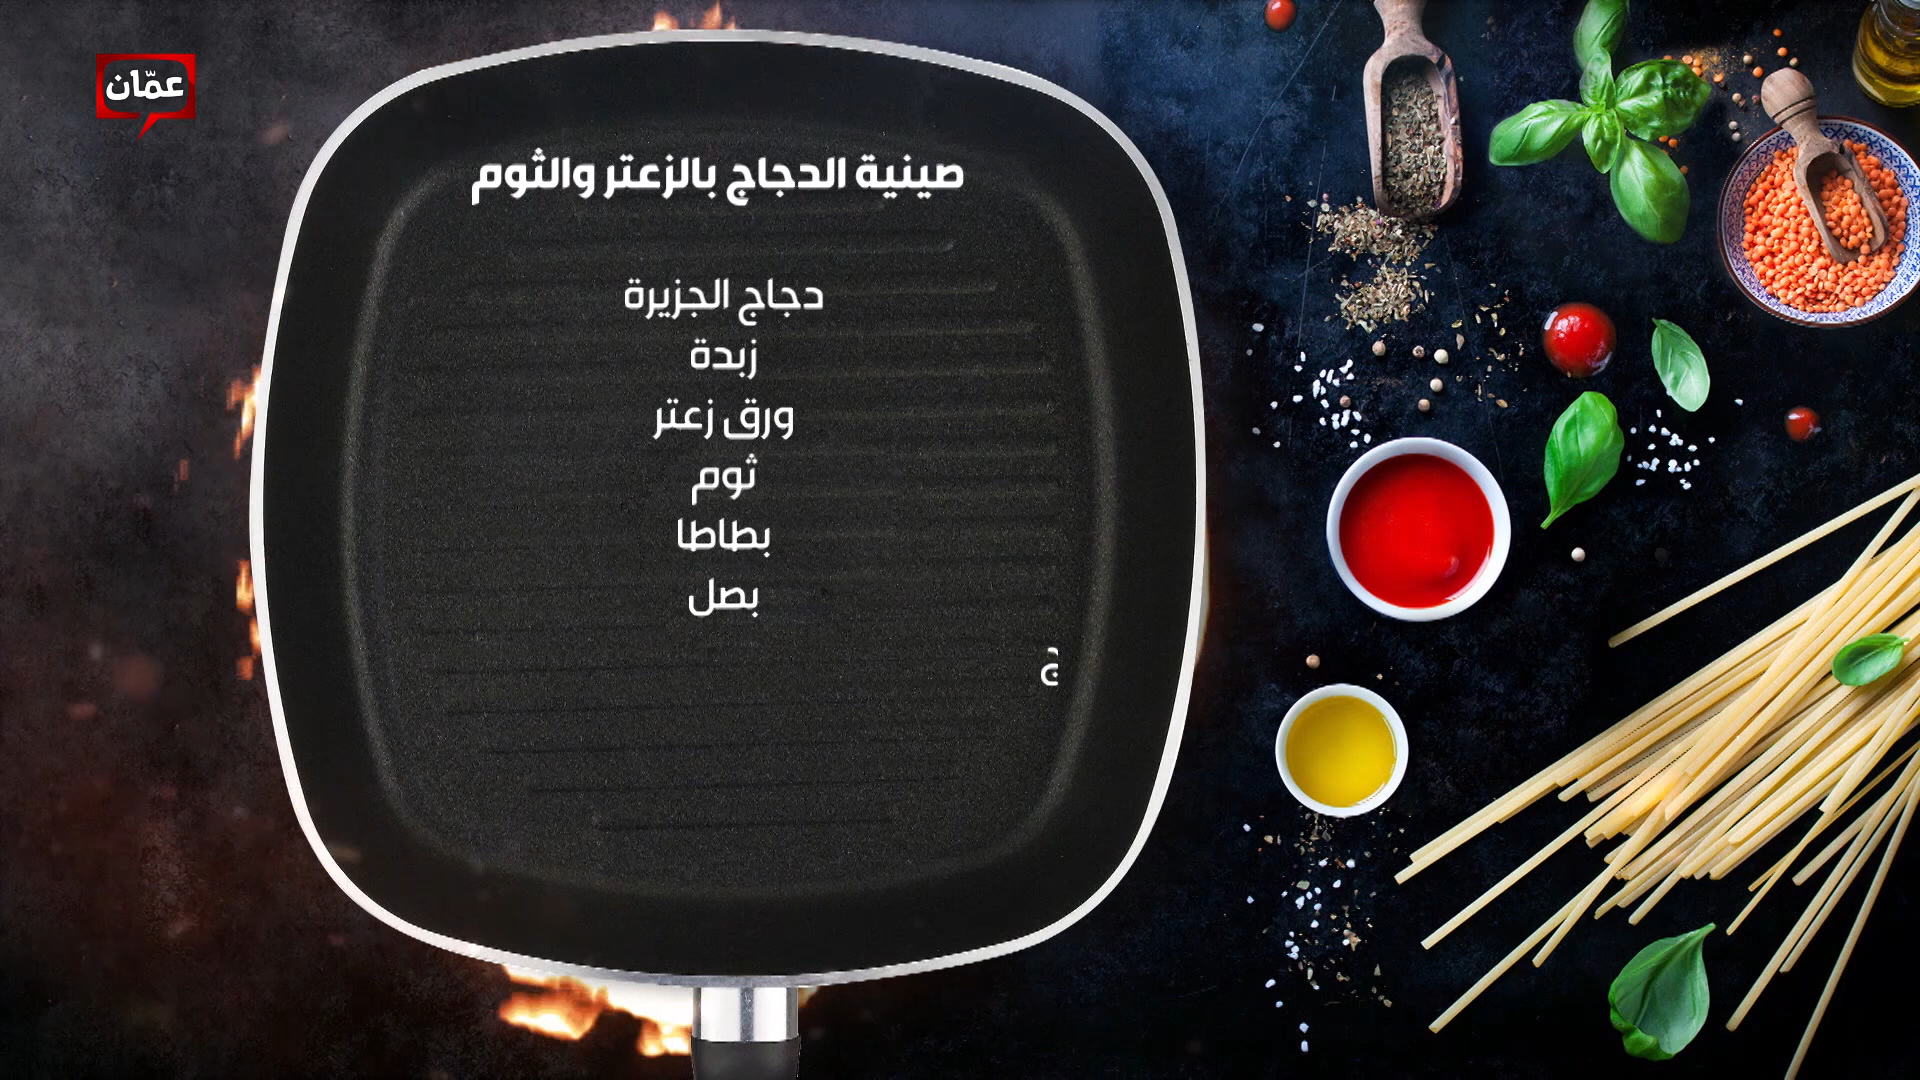 عمّان
صينية الدجاج بالزعتر والثوم
دجاج الجزيرة
زبدة
ورق زعتر
ثوم
بطاطا
بصل